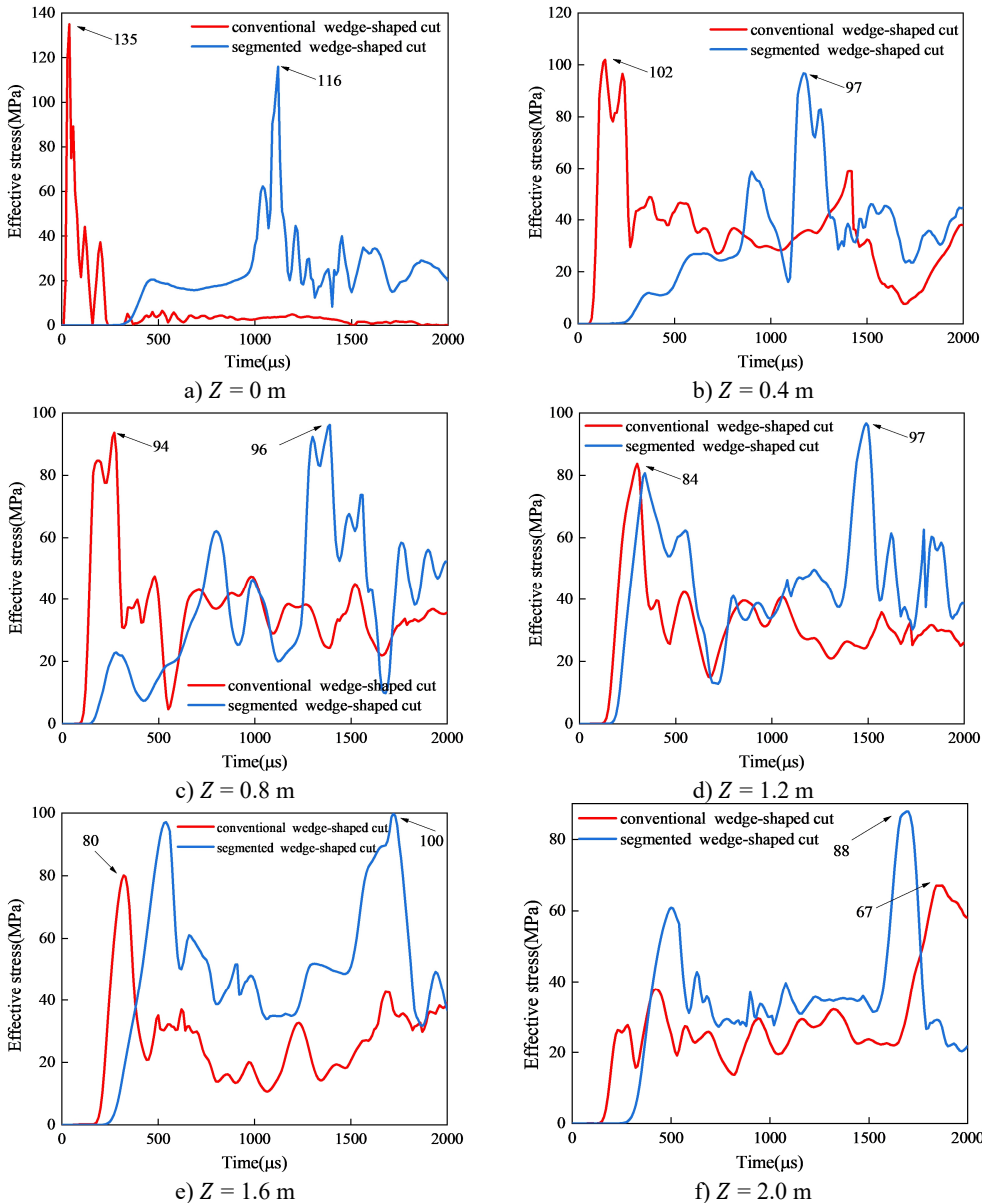 140
120
100
80
60
40
20
0
Effective stress(MPa)
135
116
conventional wedge-shaped cut
segmented wedge-shaped cut
0 500 1000 1500 2000
Time(μs)
a) Z = 0 m
120
100
80
60
40
20
0
Effective stress(MPa)
102
97
conventional wedge-shaped cut
segmented wedge-shaped cut
0 500 1000 1500 2000
Time(μs)
b) Z = 0.4 m
100
80
60
40
20
0
Effective stress(MPa)
94
96
conventional wedge-shaped cut
segmented wedge-shaped cut
0 500 1000 1500 2000
Time(μs)
c) Z = 0.8 m
100
80
60
40
20
0
Effective stress(MPa)
conventional wedge-shaped cut
segmented wedge-shaped cut
84
97
0 500 1000 1500 2000
Time(μs)
d) Z = 1.2 m
100
80
60
40
20
0
Effective stress(MPa)
80
conventional wedge-shaped cut
segmented wedge-shaped cut
100
0 500 1000 1500 2000
Time(μs)
e) Z = 1.6 m
80
60
40
20
0
Effective stress(MPa)
conventional wedge-shaped cut
segmented wedge-shaped cut
88
67
0 500 1000 1500 2000
Time(μs)
f) Z = 2.0 m